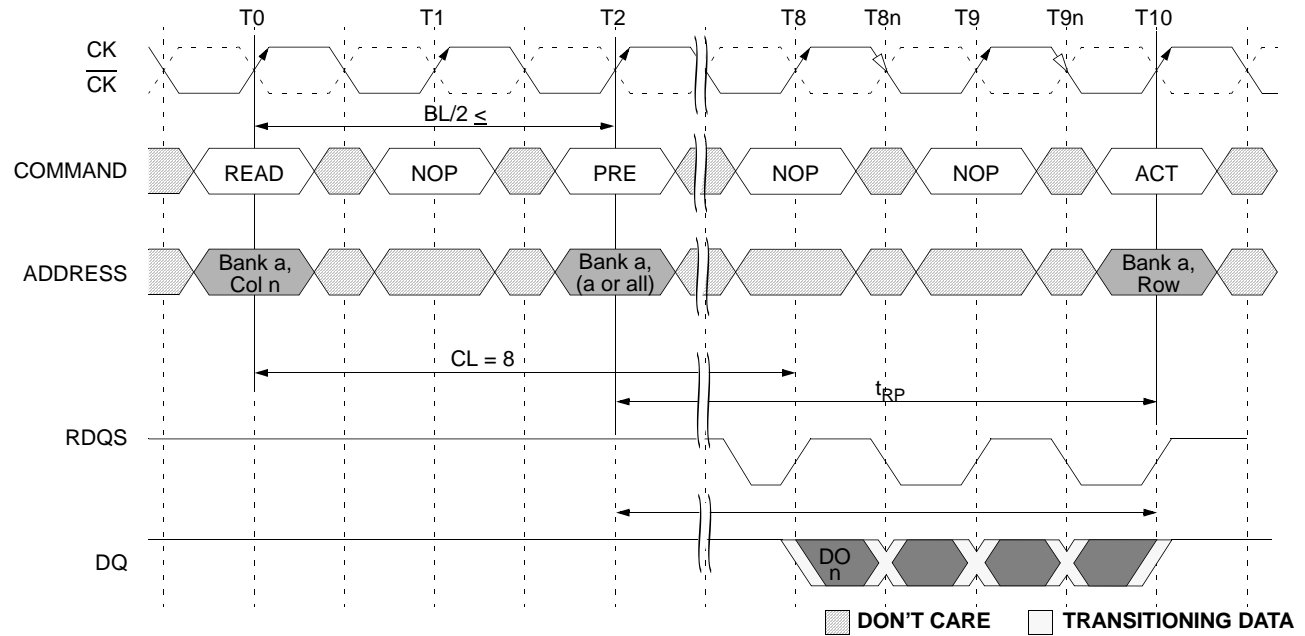 T0 T1 T2 T8 T8n T9 T9n T10
CK
CK
BL/2 ≤
COMMAND READ NOP PRE NOP NOP ACT
ADDRESS Bank a, Col n Bank a, (a or all) Bank a, Row
CL = 8
tRP
RDQS
DQ DO n
DON'T CARE TRANSITIONING DATA